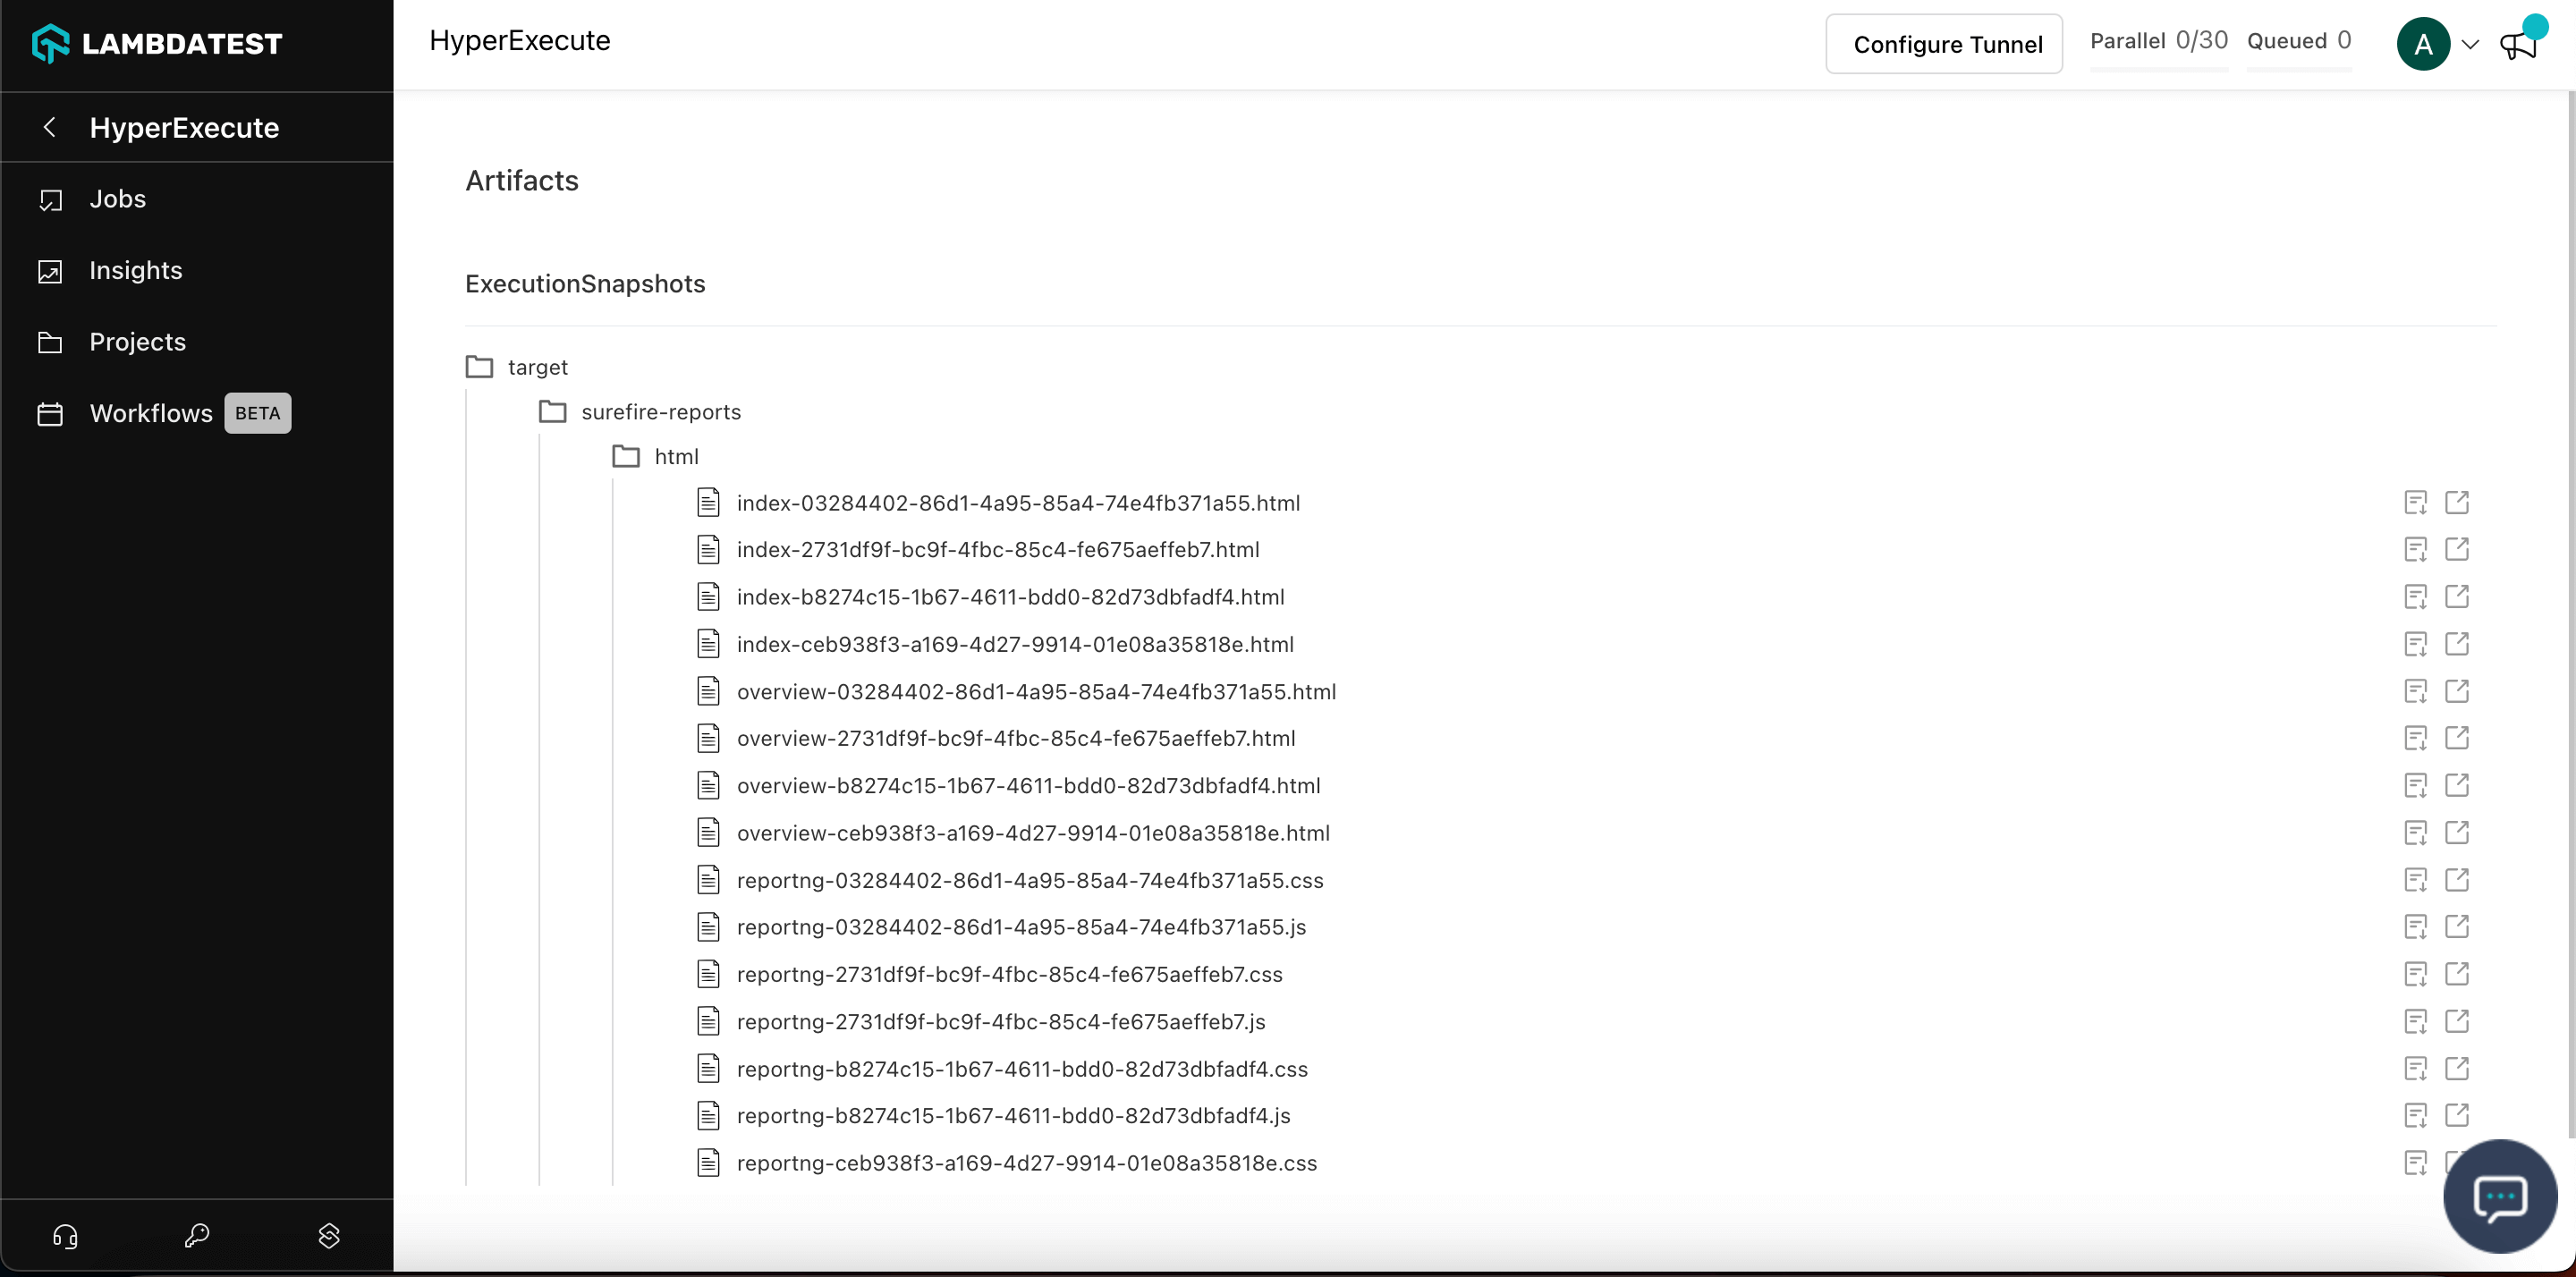 LAMBDATEST
HyperExecute
Jobs
Insights
Projects
Workflows BETA
HyperExecute
Configure Tunnel
Parallel 0/30
Queued 0
A
Artifacts
ExecutionSnapshots
target
surefire-reports
html
index-03284402-86d1-4a95-85a4-74e4fb371a55.html
index-2731df9f-bc9f-4fbc-85c4-fe675aeffeb7.html
index-b8274c15-1b67-4611-bdd0-82d73dbfadf4.html
index-ceb938f3-a169-4d27-9914-01e08a35818e.html
overview-03284402-86d1-4a95-85a4-74e4fb371a55.html
overview-2731df9f-bc9f-4fbc-85c4-fe675aeffeb7.html
overview-b8274c15-1b67-4611-bdd0-82d73dbfadf4.html
overview-ceb938f3-a169-4d27-9914-01e08a35818e.html
reportng-03284402-86d1-4a95-85a4-74e4fb371a55.css
reportng-03284402-86d1-4a95-85a4-74e4fb371a55.js
reportng-2731df9f-bc9f-4fbc-85c4-fe675aeffeb7.css
reportng-2731df9f-bc9f-4fbc-85c4-fe675aeffeb7.js
reportng-b8274c15-1b67-4611-bdd0-82d73dbfadf4.css
reportng-b8274c15-1b67-4611-bdd0-82d73dbfadf4.js
reportng-ceb938f3-a169-4d27-9914-01e08a35818e.css